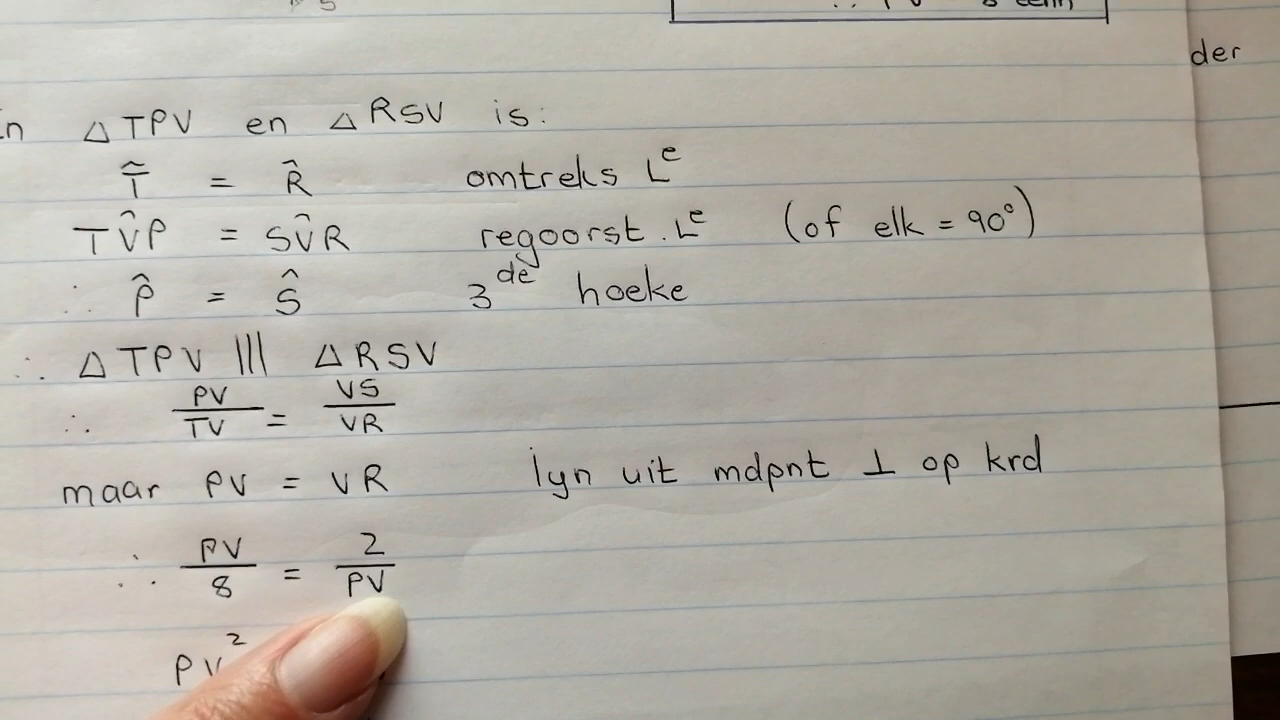 der
△TPV en △RSV is:
T̂ = R̂ omtreks ∠e
TV̂P = SV̂R regoorst. ∠e (of elk = 90°)
∴ P̂ = Ŝ 3de hoeke
∴ △TPV ||| △RSV
∴ PV/TV = VS/VR
maar PV = VR lyn uit mdpnt ⊥ op krd
∴ PV/8 = 2/PV
PV²